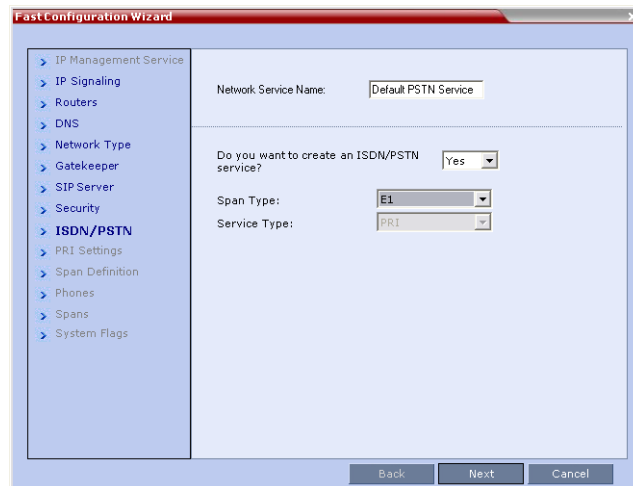 Fast Configuration Wizard
IP Management Service
IP Signaling
Routers
DNS
Network Type
Gatekeeper
SIP Server
Security
ISDN/PSTN
PRI Settings
Span Definition
Phones
Spans
System Flags
Network Service Name: Default PSTN Service
Do you want to create an ISDN/PSTN
service? Yes
Span Type: E1
Service Type: PRI
Back Next Cancel